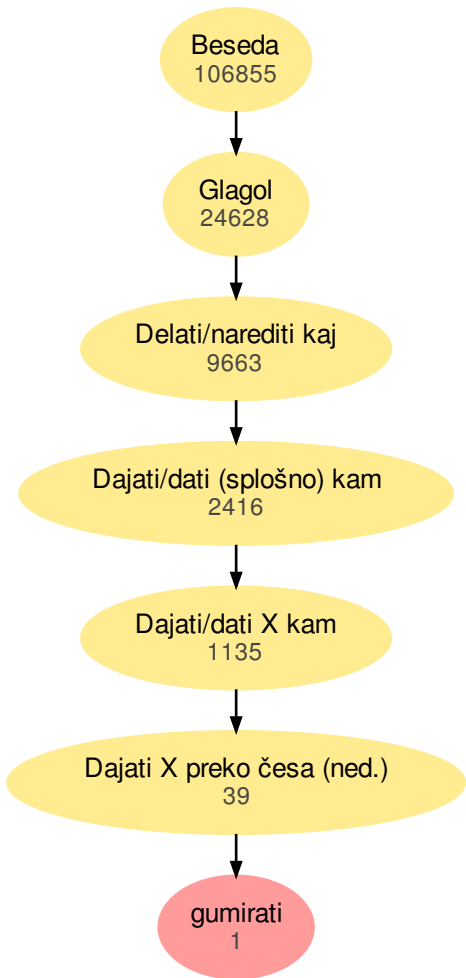 Beseda
106855
Glagol
24628
Delati/narediti kaj
9663
Dajati/dati (splošno) kam
2416
Dajati/dati X kam
1135
Dajati X preko česa (ned.)
39
gumirati
1